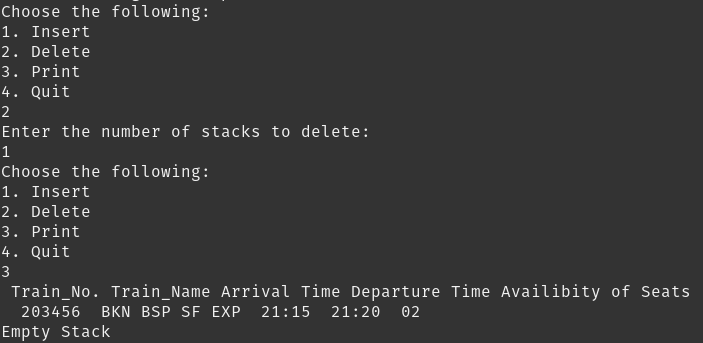 Choose the following:
1. Insert
2. Delete
3. Print
4. Quit
2
Enter the number of stacks to delete:
1
Choose the following:
1. Insert
2. Delete
3. Print
4. Quit
3
Train_No. Train_Name Arrival Time Departure Time Availibity of Seats
203456 BKN BSP SF EXP 21:15 21:20 02
Empty Stack